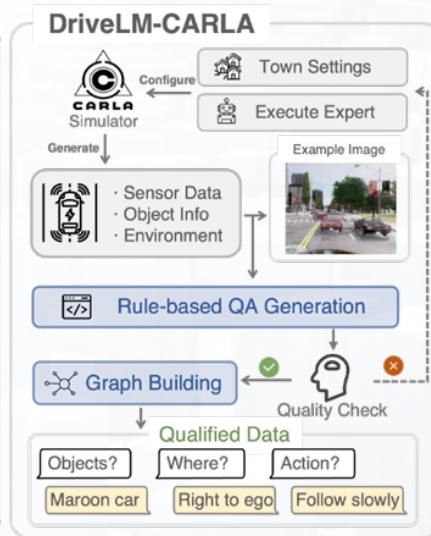 DriveLM-CARLA
Town Settings
Configure
CARLA
Simulator
Execute Expert
Generate
Example Image
· Sensor Data
· Object Info
· Environment
</>
Rule-based QA Generation
Graph Building
Quality Check
Qualified Data
Objects?
Where?
Action?
Maroon car
Right to ego
Follow slowly